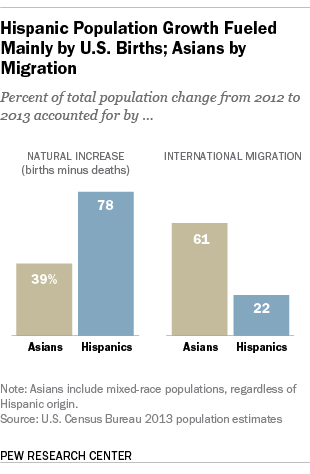 Hispanic Population Growth Fueled
Mainly by U.S. Births; Asians by
Migration
Percent of total population change from 2012 to
2013 accounted for by ...
NATURAL INCREASE
(births minus deaths)
INTERNATIONAL MIGRATION
39%
78
61
22
Asians
Hispanics
Asians
Hispanics
Note: Asians include mixed-race populations, regardless of
Hispanic origin.
Source: U.S. Census Bureau 2013 population estimates
PEW RESEARCH CENTER